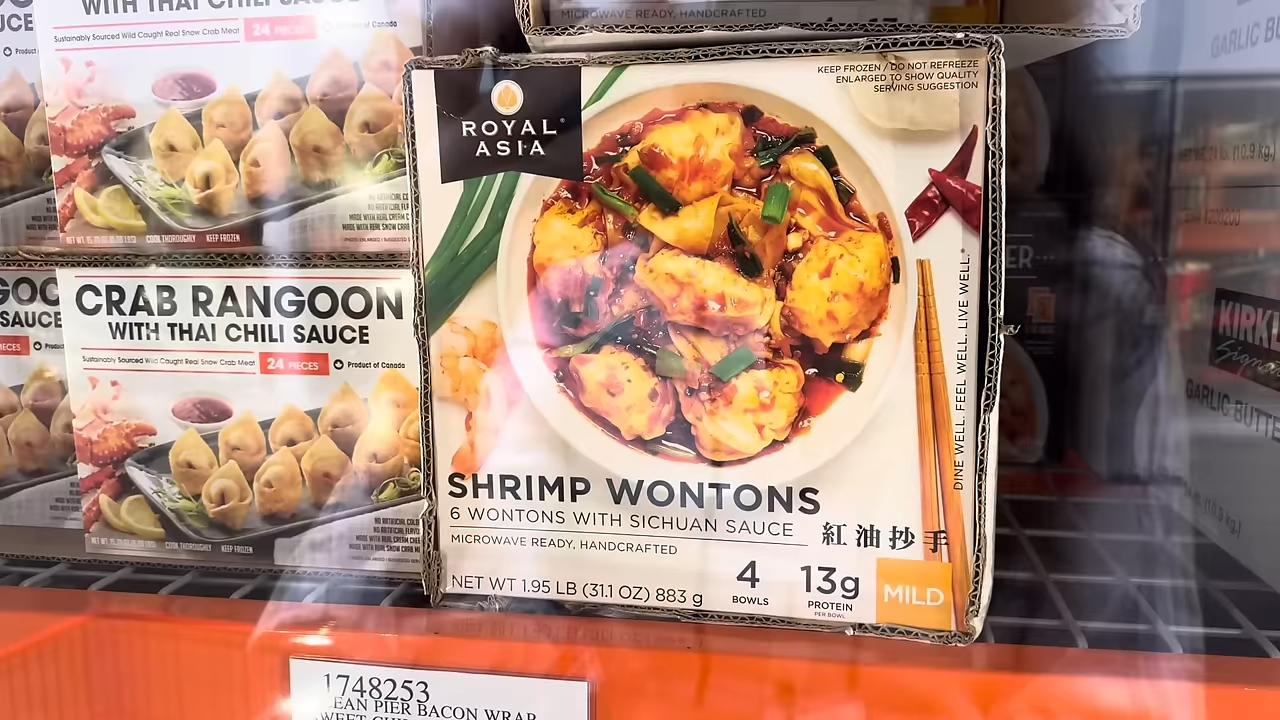 WITH THAI CHILI SAUCE
Sustainably Sourced Wild Caught Real Snow Crab Meat
24 PIECES
Product of Canada
COOK THOROUGHLY
KEEP FROZEN
CRAB RANGOON
WITH THAI CHILI SAUCE
Sustainably Sourced Wild Caught Real Snow Crab Meat
24 PIECES
Product of Canada
COOK THOROUGHLY
KEEP FROZEN
SAUCE
MICROWAVE READY, HANDCRAFTED
ROYAL
ASIA
KEEP FROZEN / DO NOT REFREEZE
ENLARGED TO SHOW QUALITY
SERVING SUGGESTION
DINE WELL. FEEL WELL. LIVE WELL.
SHRIMP WONTONS
6 WONTONS WITH SICHUAN SAUCE
紅油抄手
MICROWAVE READY, HANDCRAFTED
NET WT 1.95 LB (31.1 OZ) 883 g
4
BOWLS
13g
PROTEIN
PER BOWL
MILD
GARLIC
1748253
BACON WRAP